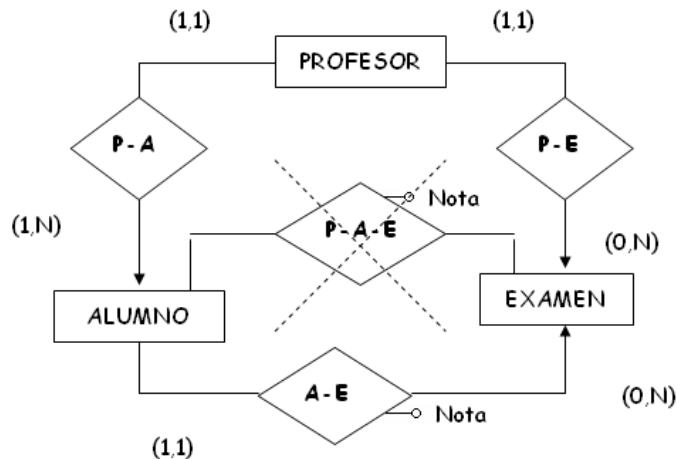 (1,1)
(1,1)
PROFESOR
P-A
P-E
Nota
P-A-E
(1,N)
(0,N)
ALUMNO
EXAMEN
A-E
(0,N)
Nota
(1,1)